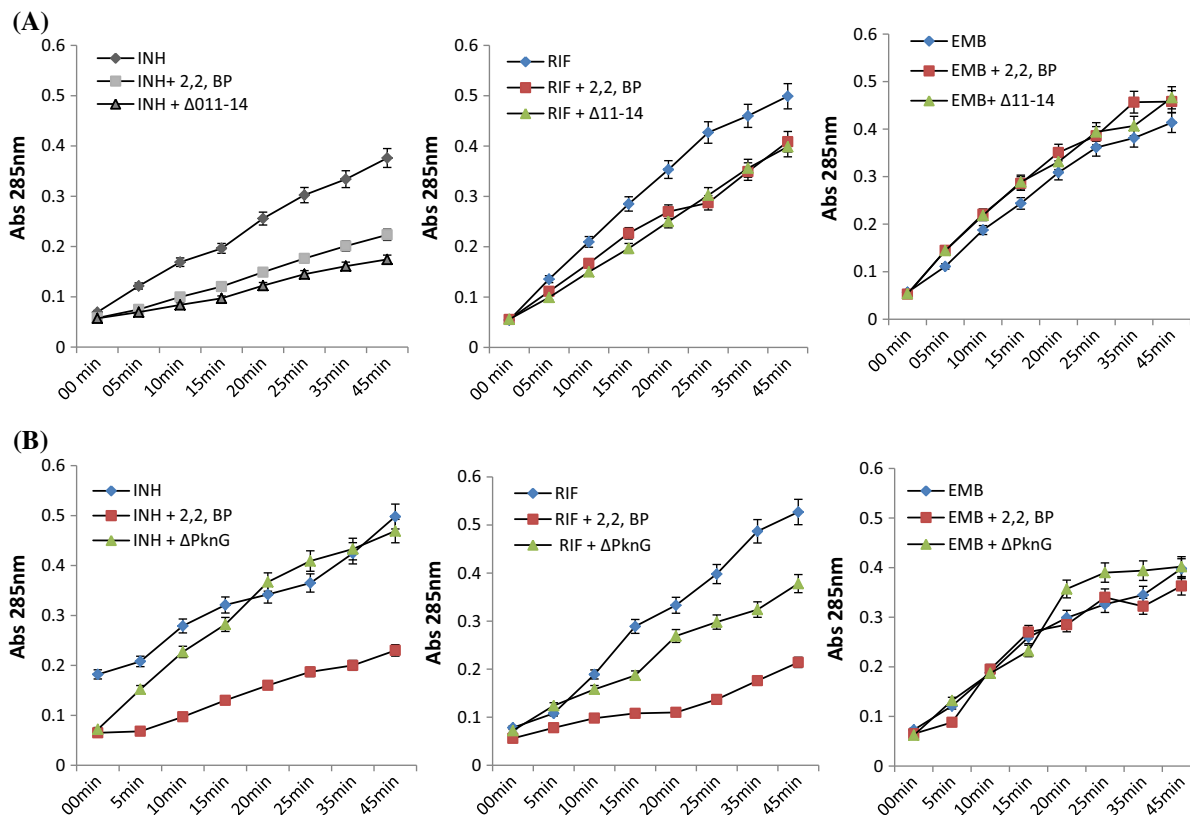 (A)
0.6
0.5
0.4
0.3
0.2
0.1
0
Abs 285nm
INH
INH+ 2,2, BP
INH + Δ011-14
00 min
05min
10min
15min
20min
25min
35min
45min
0.6
0.5
0.4
0.3
0.2
0.1
0
Abs 285nm
RIF
RIF + 2,2, BP
RIF + Δ11-14
00 min
05min
10min
15min
20min
25min
35min
45min
0.6
0.5
0.4
0.3
0.2
0.1
0
Abs 285nm
EMB
EMB + 2,2, BP
EMB+ Δ11-14
00 min
05min
10min
15min
20min
25min
35min
45min
(B)
0.6
0.5
0.4
0.3
0.2
0.1
0
Abs 285nm
INH
INH + 2,2, BP
INH + ΔPknG
00min
5min
10min
15min
20min
25min
35min
45min
0.6
0.5
0.4
0.3
0.2
0.1
0
Abs 285nm
RIF
RIF + 2,2, BP
RIF + ΔPknG
00min
5min
10min
15min
20min
25min
35min
45min
0.6
0.5
0.4
0.3
0.2
0.1
0
Abs 285nm
EMB
EMB + 2,2, BP
EMB + ΔPknG
00min
5min
10min
15min
20min
25min
35min
45min